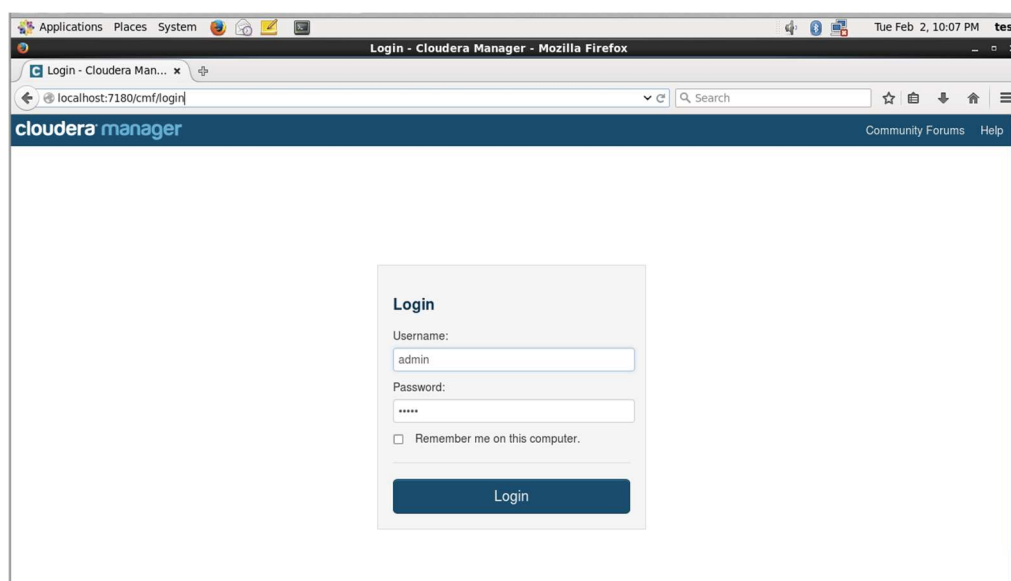 Applications Places System Tue Feb 2, 10:07 PM tes
Login - Cloudera Manager - Mozilla Firefox
C Login - Cloudera Man...
localhost:7180/cmf/login Search
cloudera manager Community Forums Help
Login
Username:
admin
Password:
•••••
Remember me on this computer.
Login